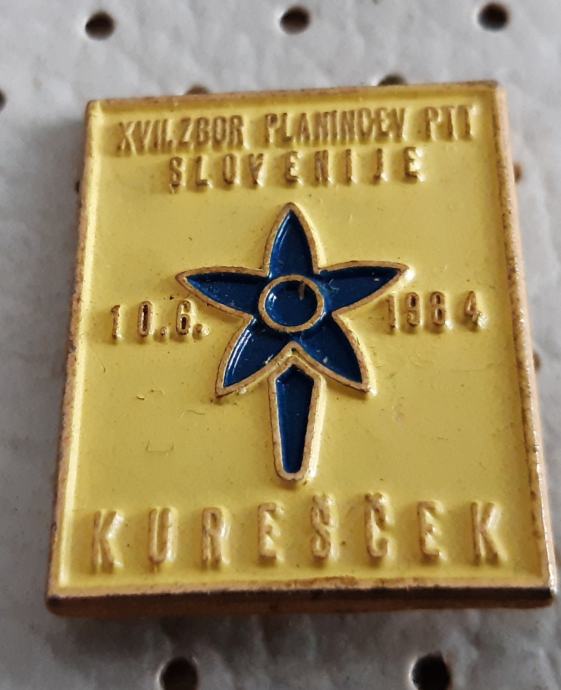 XVII. ZBOR PLANINCEV PTT
SLOVENIJE
10.6. 1984
KUREŠČEK